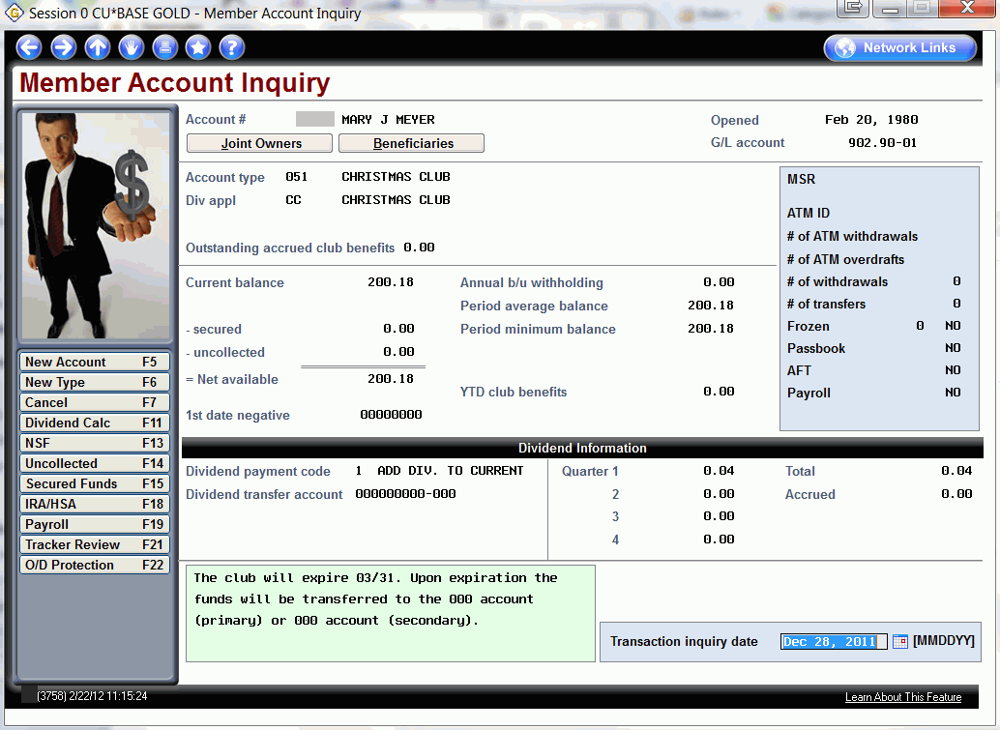 Session 0 CU*BASE GOLD - Member Account Inquiry
Network Links
Member Account Inquiry
Account # MARY J MEYER Opened Feb 20, 1980
Joint Owners Beneficiaries G/L account 902.90-01
Account type 051 CHRISTMAS CLUB
Div appl CC CHRISTMAS CLUB
Outstanding accrued club benefits 0.00
MSR
ATM ID
# of ATM withdrawals
# of ATM overdrafts
# of withdrawals 0
# of transfers 0
Frozen 0 NO
Passbook NO
AFT NO
Payroll NO
Current balance 200.18 Annual b/u withholding 0.00
Period average balance 200.18
- secured 0.00 Period minimum balance 200.18
- uncollected 0.00
= Net available 200.18
YTD club benefits 0.00
1st date negative 00000000
New Account F5
New Type F6
Cancel F7
Dividend Calc F11
NSF F13
Uncollected F14
Secured Funds F15
IRA/HSA F18
Payroll F19
Tracker Review F21
O/D Protection F22
Dividend Information
Dividend payment code 1 ADD DIV. TO CURRENT Quarter 1 0.04 Total 0.04
Dividend transfer account 000000000-000 2 0.00 Accrued 0.00
3 0.00
4 0.00
The club will expire 03/31. Upon expiration the
funds will be transferred to the 000 account
(primary) or 000 account (secondary).
Transaction inquiry date Dec 28, 2011 [MMDDYY]
(3758) 2/22/12 11:15:24 Learn About This Feature